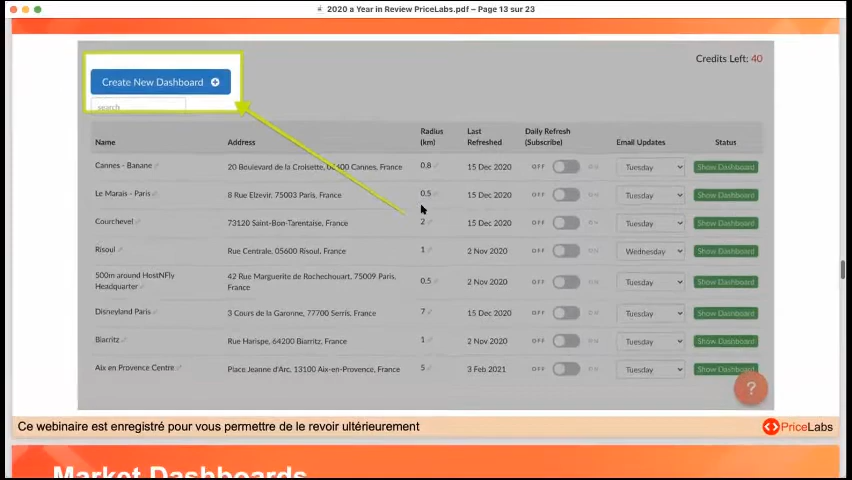 2020 a Year in Review PriceLabs.pdf – Page 13 sur 23
Credits Left: 40
Create New Dashboard
search
Name Address Radius (km) Last Refreshed Daily Refresh (Subscribe) Email Updates Status
Cannes - Banane 20 Boulevard de la Croisette, 06400 Cannes, France 0.8 15 Dec 2020 OFF ON Tuesday Show Dashboard
Le Marais - Paris 8 Rue Elzevir, 75003 Paris, France 0.5 15 Dec 2020 OFF ON Tuesday Show Dashboard
Courchevel 73120 Saint-Bon-Tarentaise, France 2 15 Dec 2020 OFF ON Tuesday Show Dashboard
Risoul Rue Centrale, 05600 Risoul, France 1 2 Nov 2020 OFF ON Wednesday Show Dashboard
500m around HostNFly Headquarter 42 Rue Marguerite de Rochechouart, 75009 Paris, France 0.5 2 Nov 2020 OFF ON Tuesday Show Dashboard
Disneyland Paris 3 Cours de la Garonne, 77700 Serris, France 7 15 Dec 2020 OFF ON Tuesday Show Dashboard
Biarritz Rue Harispe, 64200 Biarritz, France 1 2 Nov 2020 OFF ON Tuesday Show Dashboard
Aix en Provence Centre Place Jeanne d'Arc, 13100 Aix-en-Provence, France 5 3 Feb 2021 OFF ON Tuesday Show Dashboard
?
Ce webinaire est enregistré pour vous permettre de le revoir ultérieurement
PriceLabs
Market Dashboards